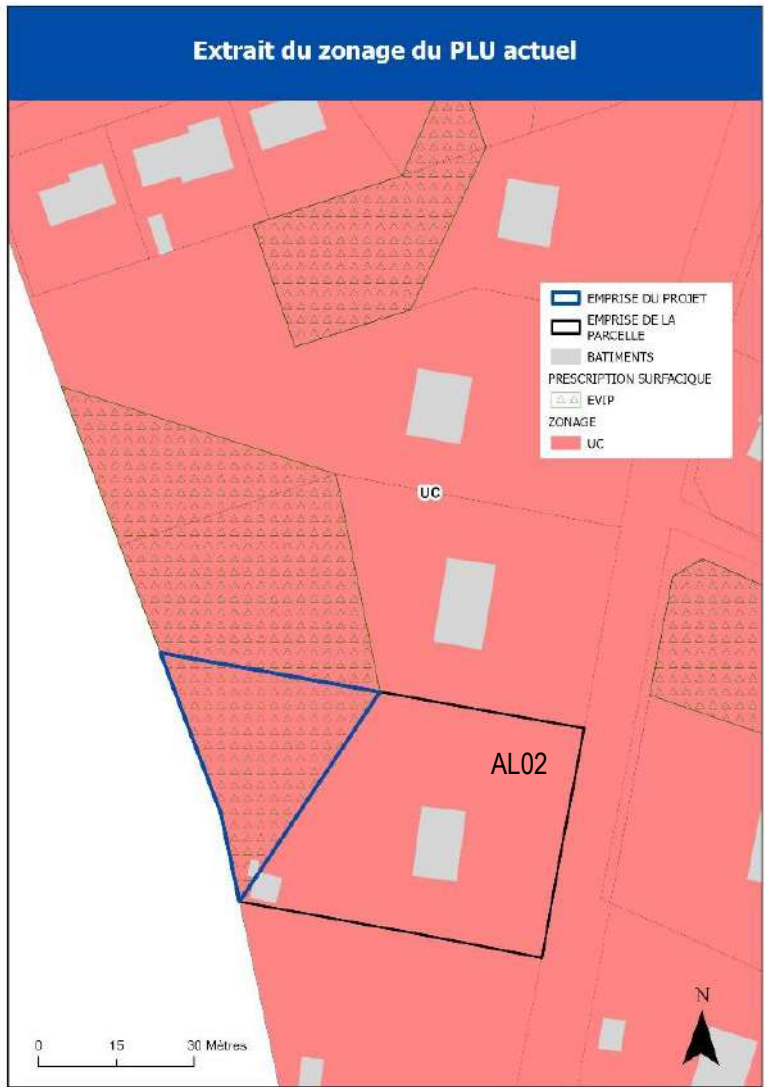 Extrait du zonage du PLU actuel
EMPRISE DU PROJET
EMPRISE DE LA
PARCELLE
BATIMENTS
PRESCRIPTION SURFACIQUE
EVIP
ZONAGE
UC
UC
AL02
N
0 15 30 Mètres